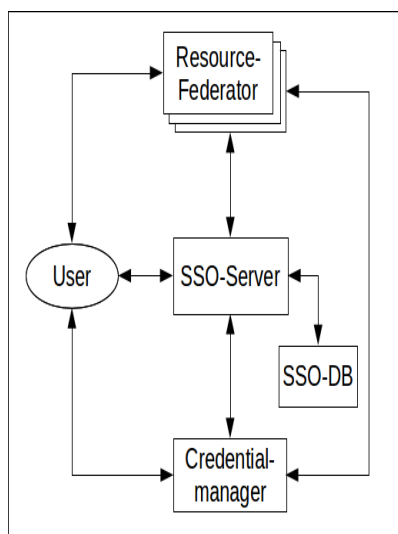 Resource-
Federator
User
SSO-Server
SSO-DB
Credential-
manager